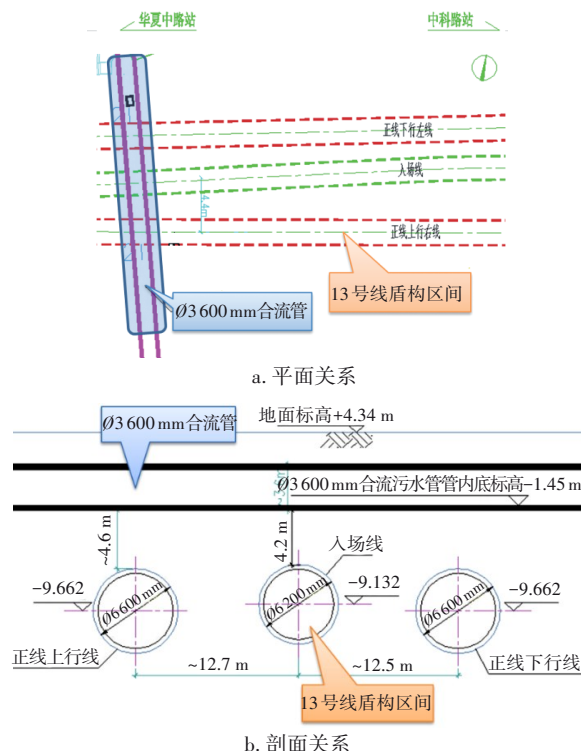 华夏中路站
中科路站
正线下行左线
入场线
4.4m
正线上行右线
Ø3 600 mm合流管
13号线盾构区间
a. 平面关系
Ø3 600 mm合流管
地面标高+4.34 m
Ø3 600 mm合流污水管管内底标高-1.45 m
~4.6 m
4.2 m
入场线
-9.662
Ø6 600 mm
Ø6 200 mm
-9.132
Ø6 600 mm
-9.662
正线上行线
~12.7 m
~12.5 m
正线下行线
13号线盾构区间
b. 剖面关系